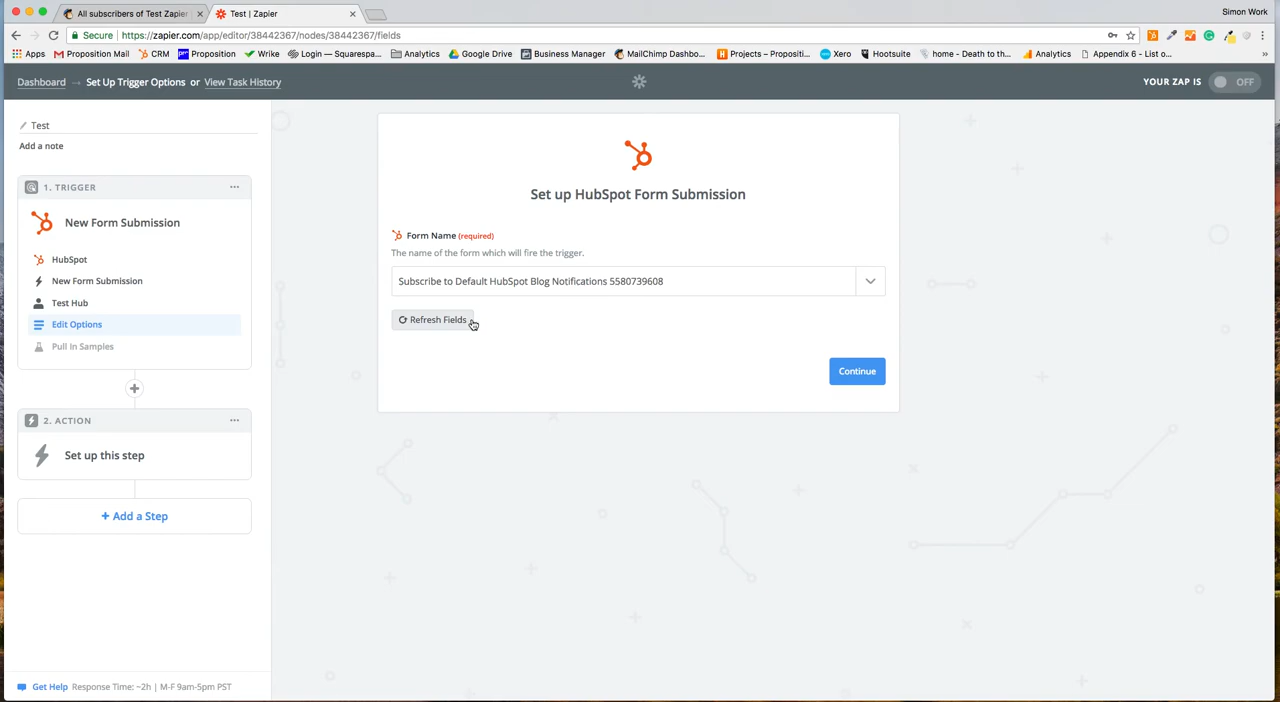 All subscribers of Test Zapier
Test | Zapier
Simon Work
Secure
https://zapier.com/app/editor/38442367/nodes/38442367/fields
Apps
Proposition Mail
CRM
Proposition
Wrike
Login — Squarespa...
Analytics
Google Drive
Business Manager
MailChimp Dashbo...
Projects – Propositi...
Xero
Hootsuite
home - Death to th...
Analytics
Appendix 6 - List o...
»
Dashboard → Set Up Trigger Options or View Task History
YOUR ZAP IS OFF
Test
Add a note
1. TRIGGER
New Form Submission
HubSpot
New Form Submission
Test Hub
Edit Options
Pull In Samples
2. ACTION
Set up this step
+ Add a Step
Get Help Response Time: ~2h | M-F 9am-5pm PST
Set up HubSpot Form Submission
Form Name (required)
The name of the form which will fire the trigger.
Subscribe to Default HubSpot Blog Notifications 5580739608
Refresh Fields
Continue